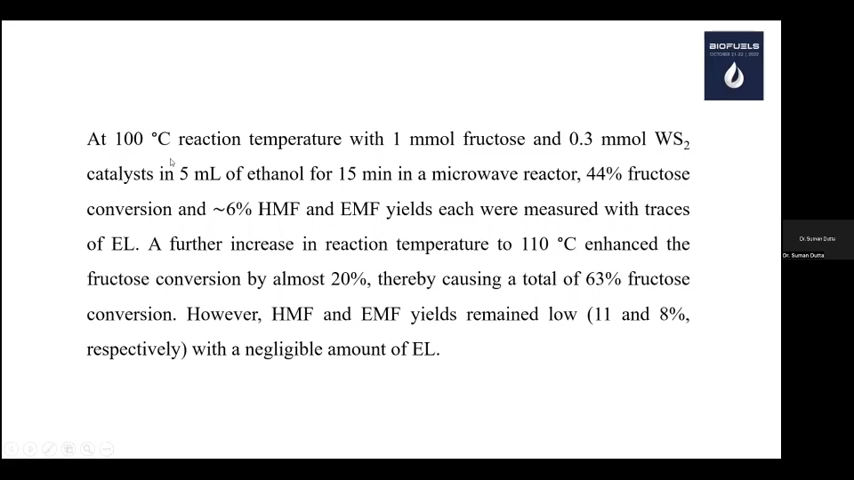 BIOFUELS
OCTOBER 21-22 | 2022
At 100 °C reaction temperature with 1 mmol fructose and 0.3 mmol WS₂
catalysts in 5 mL of ethanol for 15 min in a microwave reactor, 44% fructose
conversion and ~6% HMF and EMF yields each were measured with traces
of EL. A further increase in reaction temperature to 110 °C enhanced the
fructose conversion by almost 20%, thereby causing a total of 63% fructose
conversion. However, HMF and EMF yields remained low (11 and 8%,
respectively) with a negligible amount of EL.
Dr. Suman Dutta
Dr. Suman Dutta